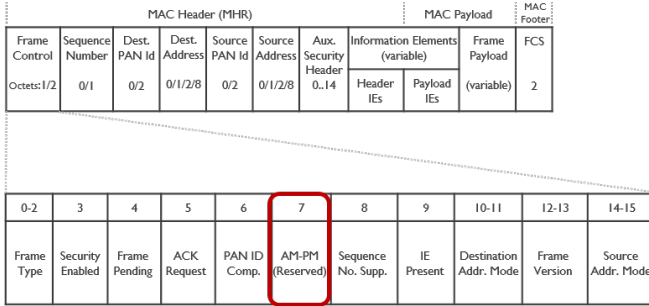 MAC Header (MHR) MAC Payload MAC Footer
Frame Control Sequence Number Dest. PAN Id Dest. Address Source PAN Id Source Address Aux. Security Header Information Elements (variable) Frame Payload FCS
Octets:1/2 0/1 0/2 0/1/2/8 0/2 0/1/2/8 0..14 Header IEs Payload IEs (variable) 2
0-2 3 4 5 6 7 8 9 10-11 12-13 14-15
Frame Security Frame ACK PAN ID AM-PM Sequence IE Destination Frame Source
Type Enabled Pending Request Comp. (Reserved) No. Supp. Present Addr. Mode Version Addr. Mode